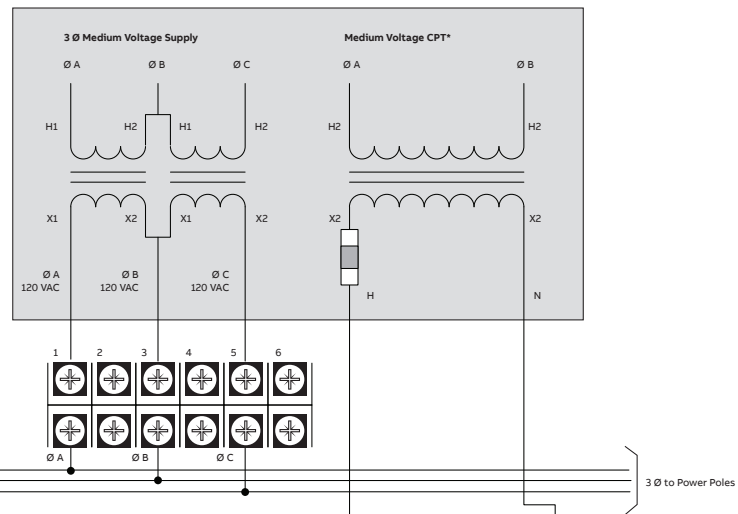 3 Ø Medium Voltage Supply
Medium Voltage CPT*
Ø A
Ø B
Ø C
Ø A
Ø B
H1
H2
H1
H2
H2
H2
X1
X2
X1
X2
X2
X2
Ø A
120 VAC
Ø B
120 VAC
Ø C
120 VAC
H
N
1
2
3
4
5
6
Ø A
Ø B
Ø C
3 Ø to Power Poles